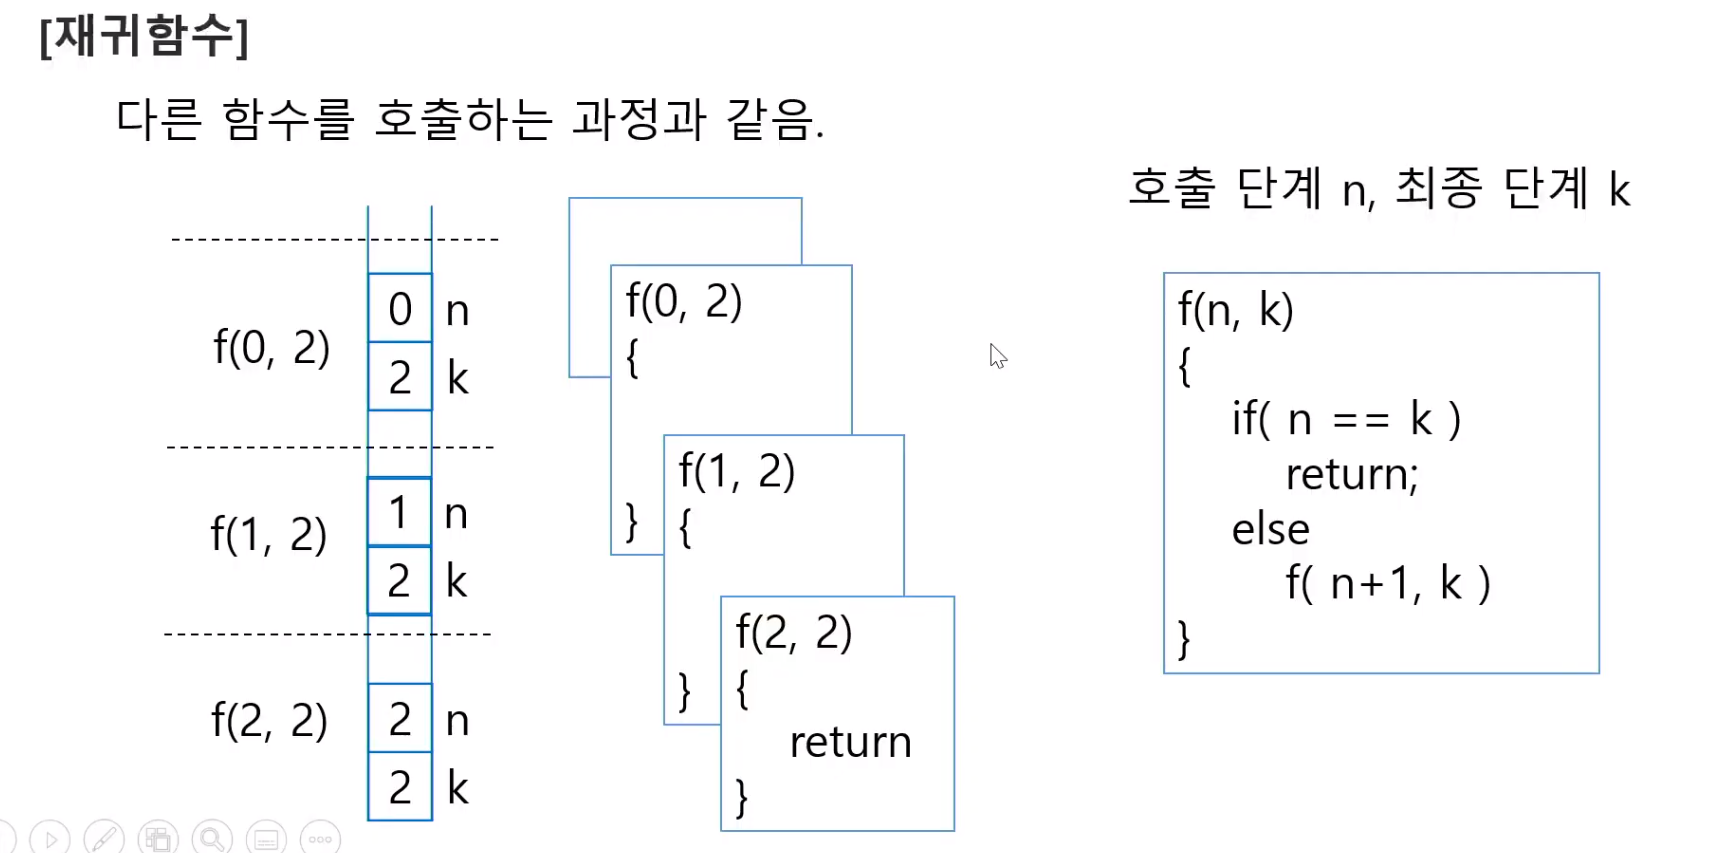 [재귀함수]
다른 함수를 호출하는 과정과 같음.
호출 단계 n, 최종 단계 k
f(0, 2)
0 n
2 k
f(1, 2)
1 n
2 k
f(2, 2)
2 n
2 k
f(0, 2)
{
}
f(1, 2)
{
}
f(2, 2)
{
return
}
f(n, k)
{
if( n == k )
return;
else
f( n+1, k )
}